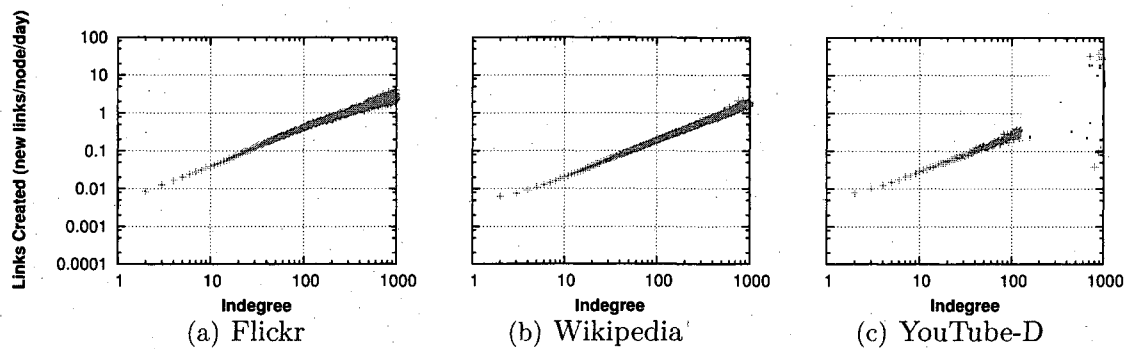 Links Created (new links/node/day)
100
10
1
0.1
0.01
0.001
0.0001
1 10 100 1000
1 10 100 1000
1 10 100 1000
Indegree Indegree Indegree
(a) Flickr (b) Wikipedia (c) YouTube-D